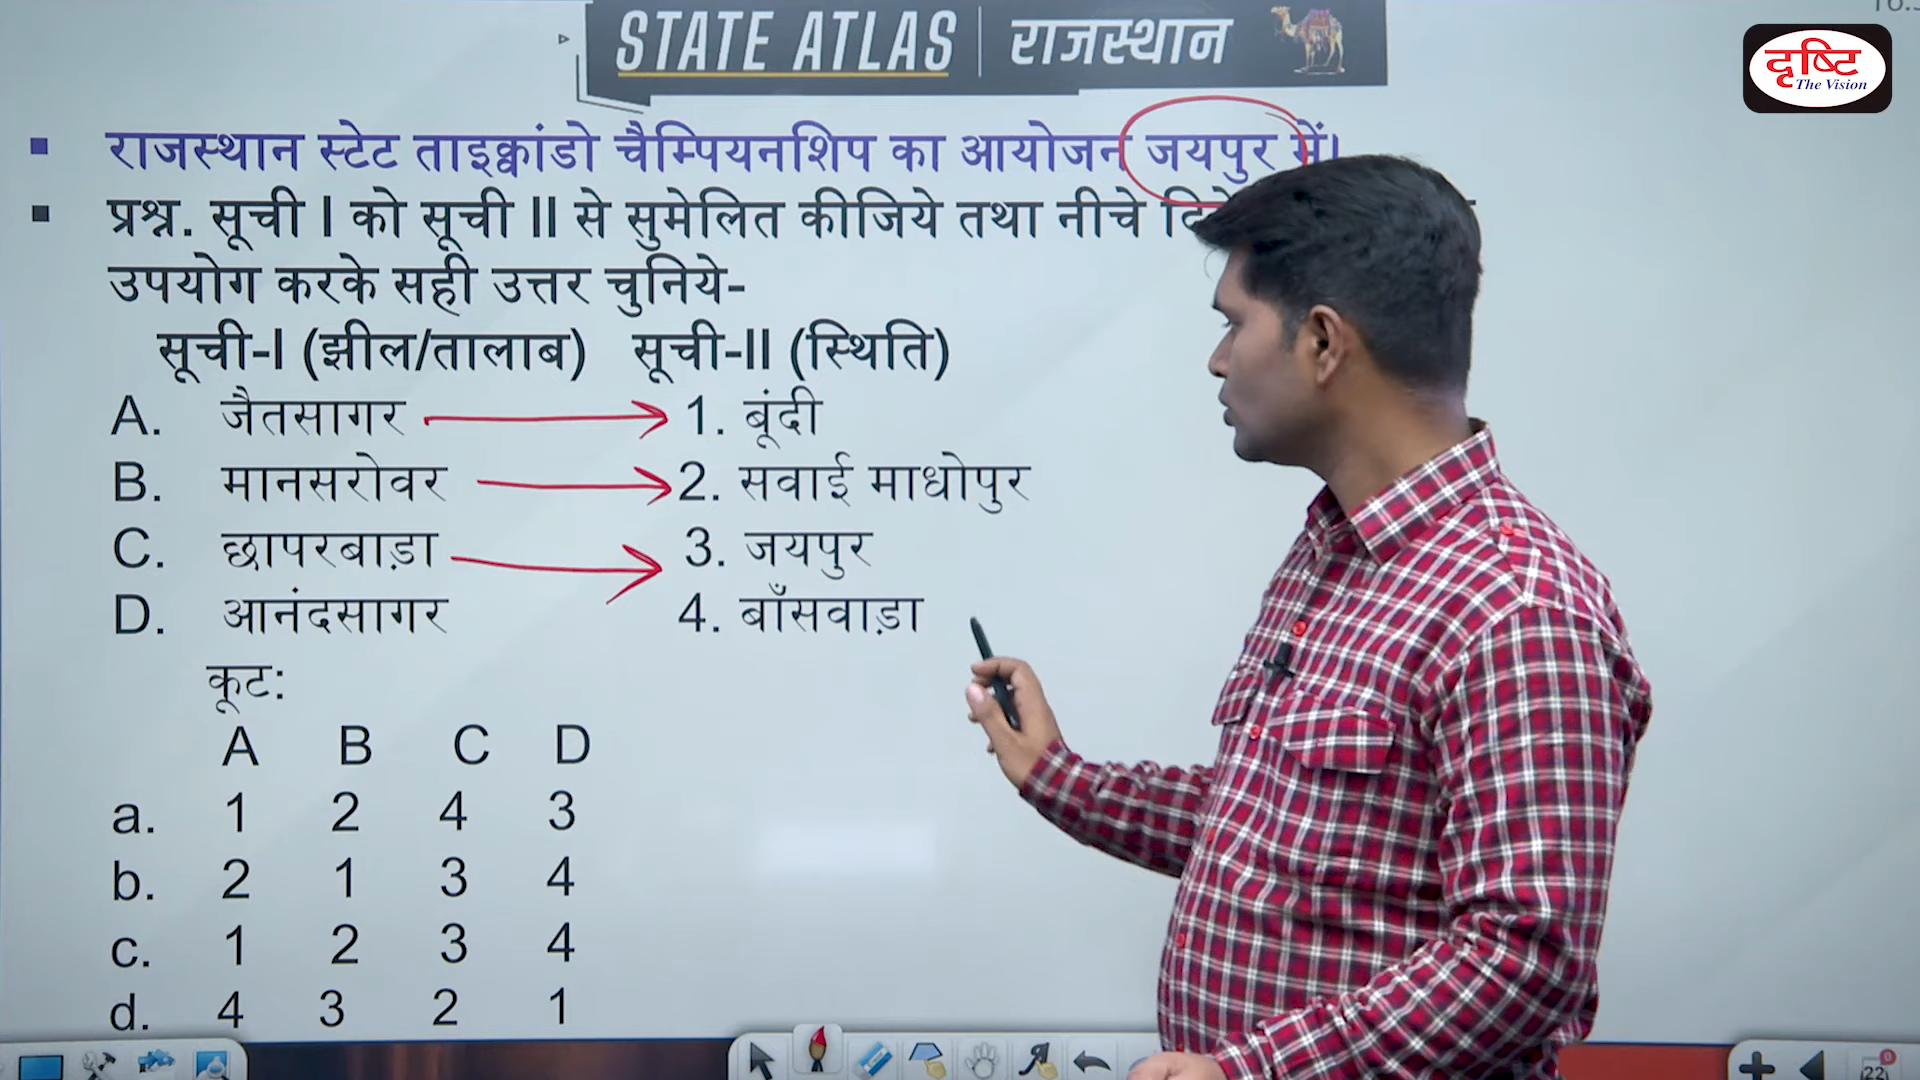 STATE ATLAS राजस्थान
दृष्टि
The Vision
राजस्थान स्टेट ताइक्वांडो चैम्पियनशिप का आयोजन जयपुर में।
प्रश्न. सूची I को सूची II से सुमेलित कीजिये तथा नीचे
उपयोग करके सही उत्तर चुनिये-
सूची-I (झील/तालाब) सूची-II (स्थिति)
A. जैतसागर 1. बूंदी
B. मानसरोवर 2. सवाई माधोपुर
C. छापरबाड़ा 3. जयपुर
D. आनंदसागर 4. बाँसवाड़ा
कूट:
A B C D
a. 1 2 4 3
b. 2 1 3 4
c. 1 2 3 4
d. 4 3 2 1
22